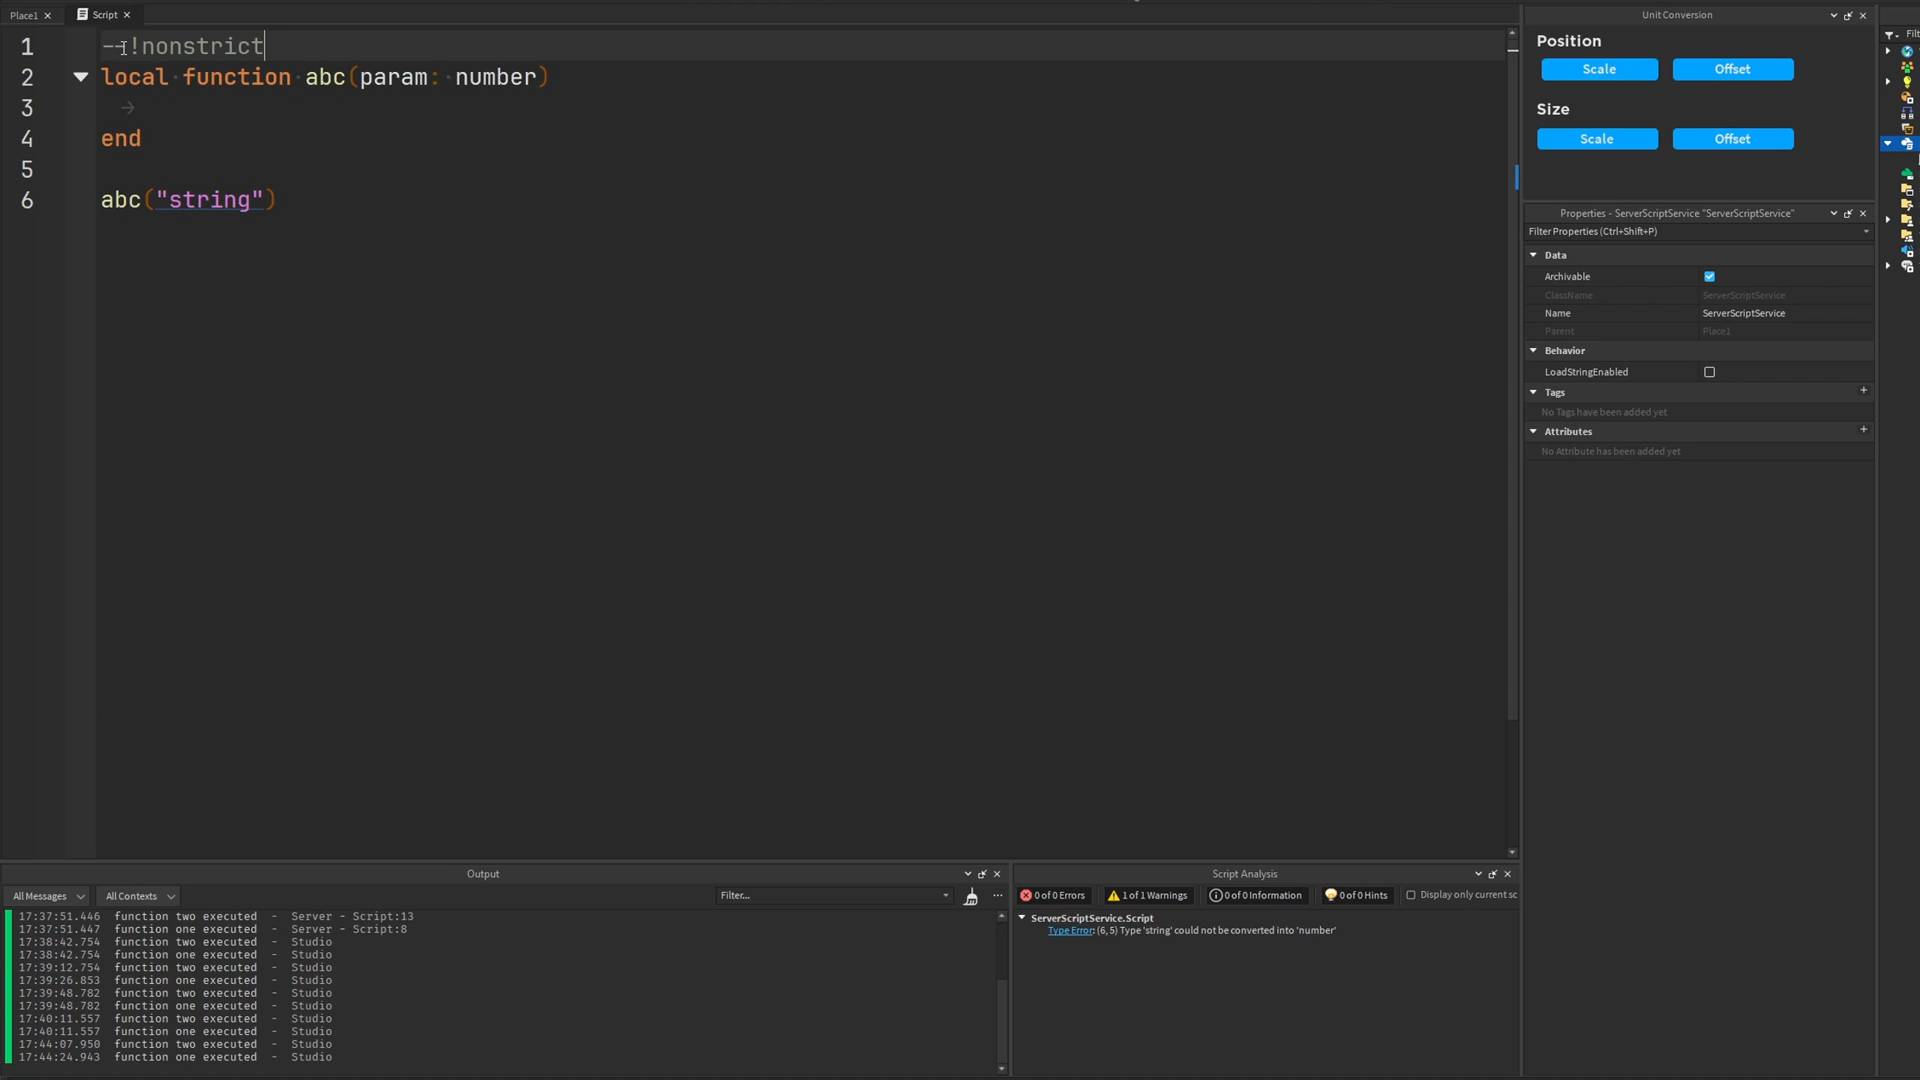 Place1
Script
Unit Conversion
Filt
1 --!nonstrict
2 local function abc(param: number)
3
4 end
5
6 abc("string")
Position
Scale Offset
Size
Scale Offset
Properties - ServerScriptService "ServerScriptService"
Filter Properties (Ctrl+Shift+P)
Data
Archivable
ClassName ServerScriptService
Name ServerScriptService
Parent Place1
Behavior
LoadStringEnabled
Tags +
No Tags have been added yet
Attributes +
No Attribute has been added yet
Output
All Messages All Contexts Filter... ...
17:37:51.446 function two executed - Server - Script:13
17:37:51.447 function one executed - Server - Script:8
17:38:42.754 function two executed - Studio
17:38:42.754 function one executed - Studio
17:39:12.754 function two executed - Studio
17:39:26.853 function one executed - Studio
17:39:48.782 function two executed - Studio
17:39:48.782 function one executed - Studio
17:40:11.557 function two executed - Studio
17:40:11.557 function one executed - Studio
17:44:07.950 function two executed - Studio
17:44:24.943 function one executed - Studio
Script Analysis
0 of 0 Errors 1 of 1 Warnings 0 of 0 Information 0 of 0 Hints Display only current sc
ServerScriptService.Script
Type Error: (6,5) Type 'string' could not be converted into 'number'